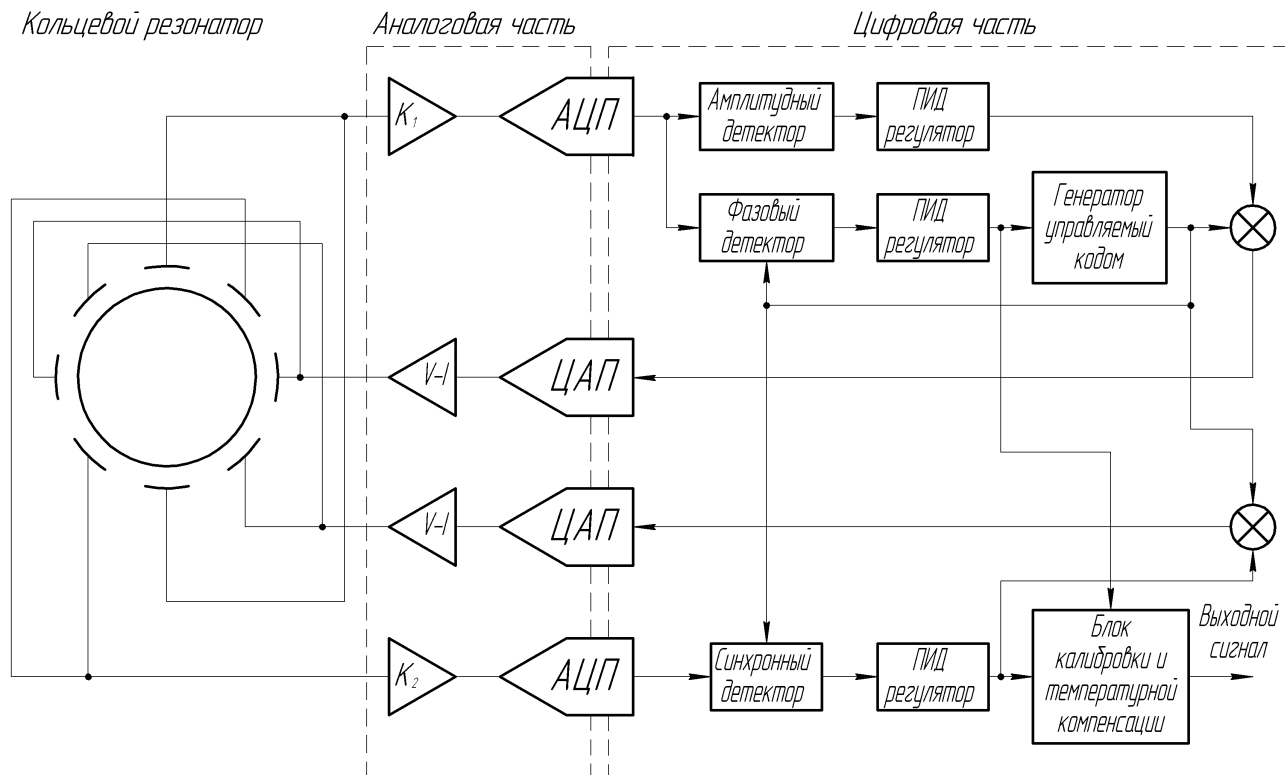 Кольцевой резонатор
Аналоговая часть
Цифровая часть
K₁
АЦП
Амплитудный
детектор
ПИД
регулятор
Фазовый
детектор
ПИД
регулятор
Генератор
управляемый
кодом
V-I
ЦАП
V-I
ЦАП
K₂
АЦП
Синхронный
детектор
ПИД
регулятор
Блок
калибровки и
температурной
компенсации
Выходной
сигнал